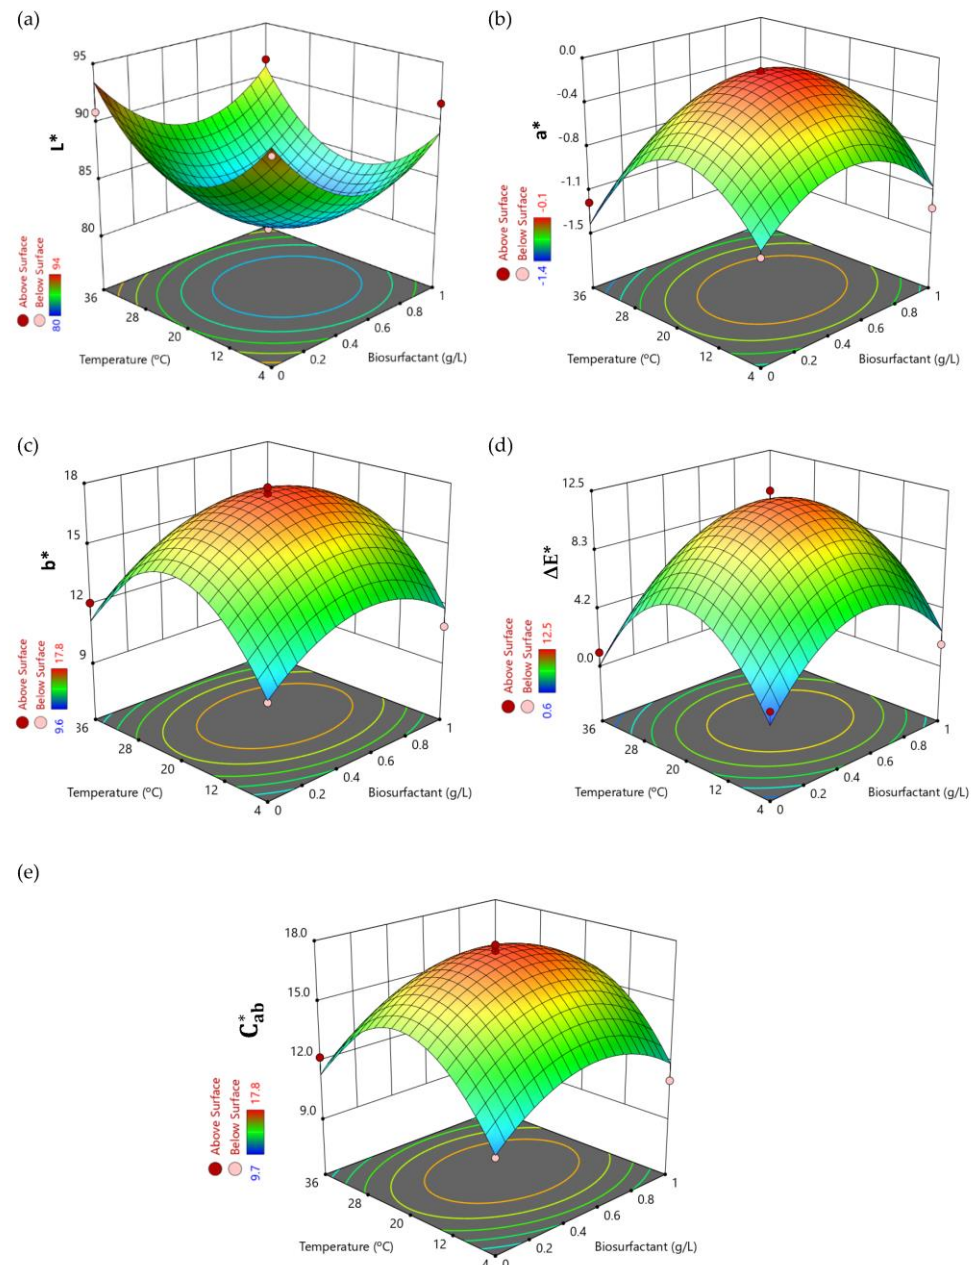 (a)
95
90
85
80
L*
Above Surface
Below Surface
80 94
36
28
20
12
4
0
0.2
0.4
0.6
0.8
1
Temperature (ºC)
Biosurfactant (g/L)
(b)
0.0
-0.4
-0.8
-1.1
-1.5
a*
Above Surface
Below Surface
-1.4 -0.1
36
28
20
12
4
0
0.2
0.4
0.6
0.8
1
Temperature (ºC)
Biosurfactant (g/L)
(c)
18
15
12
9
b*
Above Surface
Below Surface
9.6 17.8
36
28
20
12
4
0
0.2
0.4
0.6
0.8
1
Temperature (ºC)
Biosurfactant (g/L)
(d)
12.5
8.3
4.2
0.0
ΔE*
Above Surface
Below Surface
0.6 12.5
36
28
20
12
4
0
0.2
0.4
0.6
0.8
1
Temperature (ºC)
Biosurfactant (g/L)
(e)
18.0
15.0
12.0
9.0
C*ab
Above Surface
Below Surface
9.7 17.8
36
28
20
12
4
0
0.2
0.4
0.6
0.8
1
Temperature (ºC)
Biosurfactant (g/L)